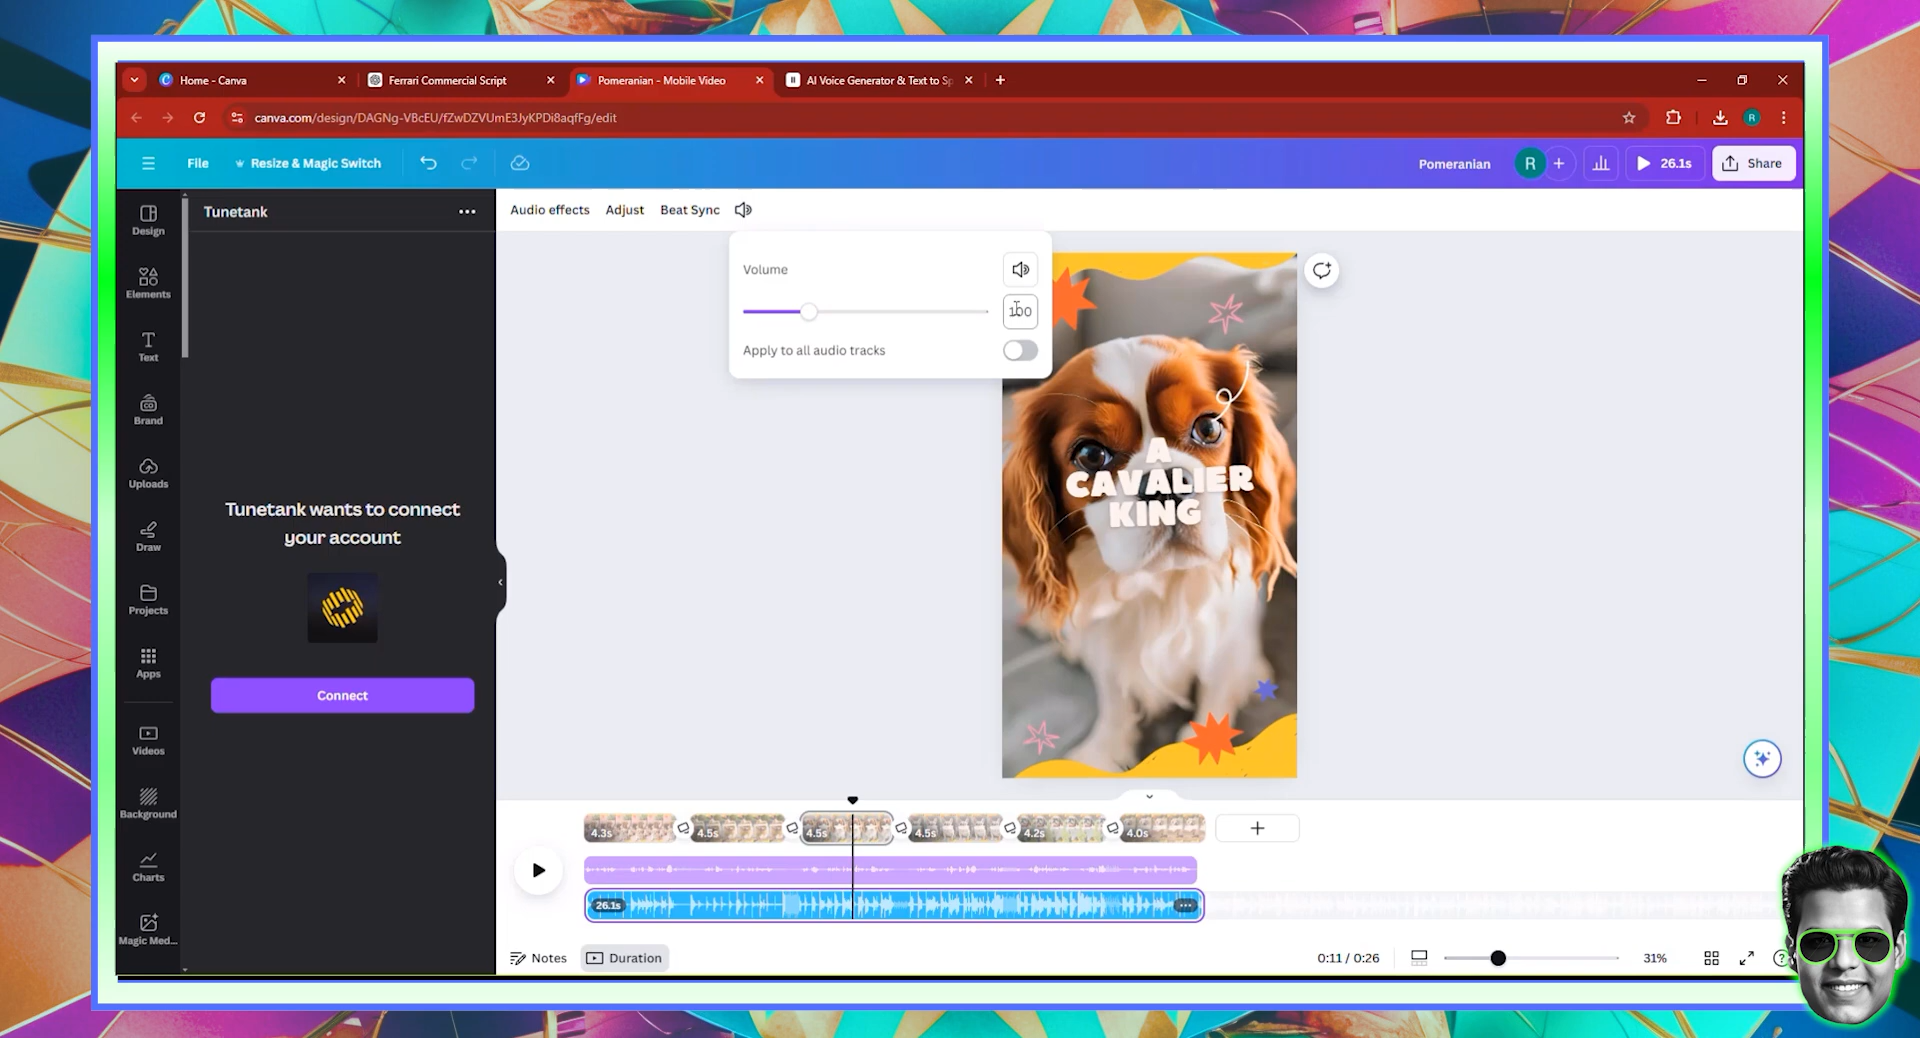 Home - Canva
Ferrari Commercial Script
Pomeranian - Mobile Video
AI Voice Generator & Text to Sp
canva.com/design/DAGNg-VBcEU/fZwDZVUmE3JyKPDi8aqfFg/edit
R
File
Resize & Magic Switch
Pomeranian
R
26.1s
Share
Design
Elements
Text
Brand
Uploads
Draw
Projects
Apps
Videos
Background
Charts
Magic Med...
Tunetank
Tunetank wants to connect
your account
Connect
Audio effects
Adjust
Beat Sync
Volume
100
Apply to all audio tracks
A
CAVALIER
KING
4.3s
4.5s
4.5s
4.5s
4.2s
4.0s
26.1s
Notes
Duration
0:11 / 0:26
31%